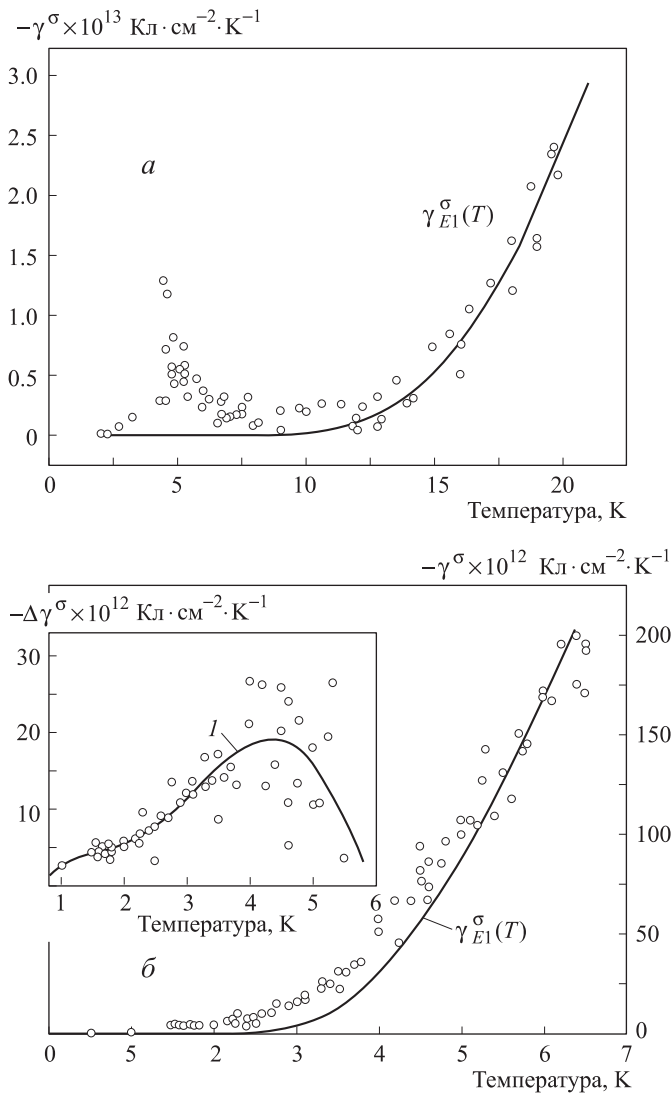 −γ^σ×10^13 Кл·см^−2·К^−1
3.0
2.5
2.0
1.5
1.0
0.5
0
а
γ^σ_E1(T)
0 5 10 15 20
Температура, К
−γ^σ×10^12 Кл·см^−2·К^−1
−Δγ^σ×10^12 Кл·см^−2·К^−1
30
20
10
1
1 2 3 4 5 6
Температура, К
200
150
100
50
0
γ^σ_E1(T)
б
0 5 2 3 4 5 6 7
Температура, К